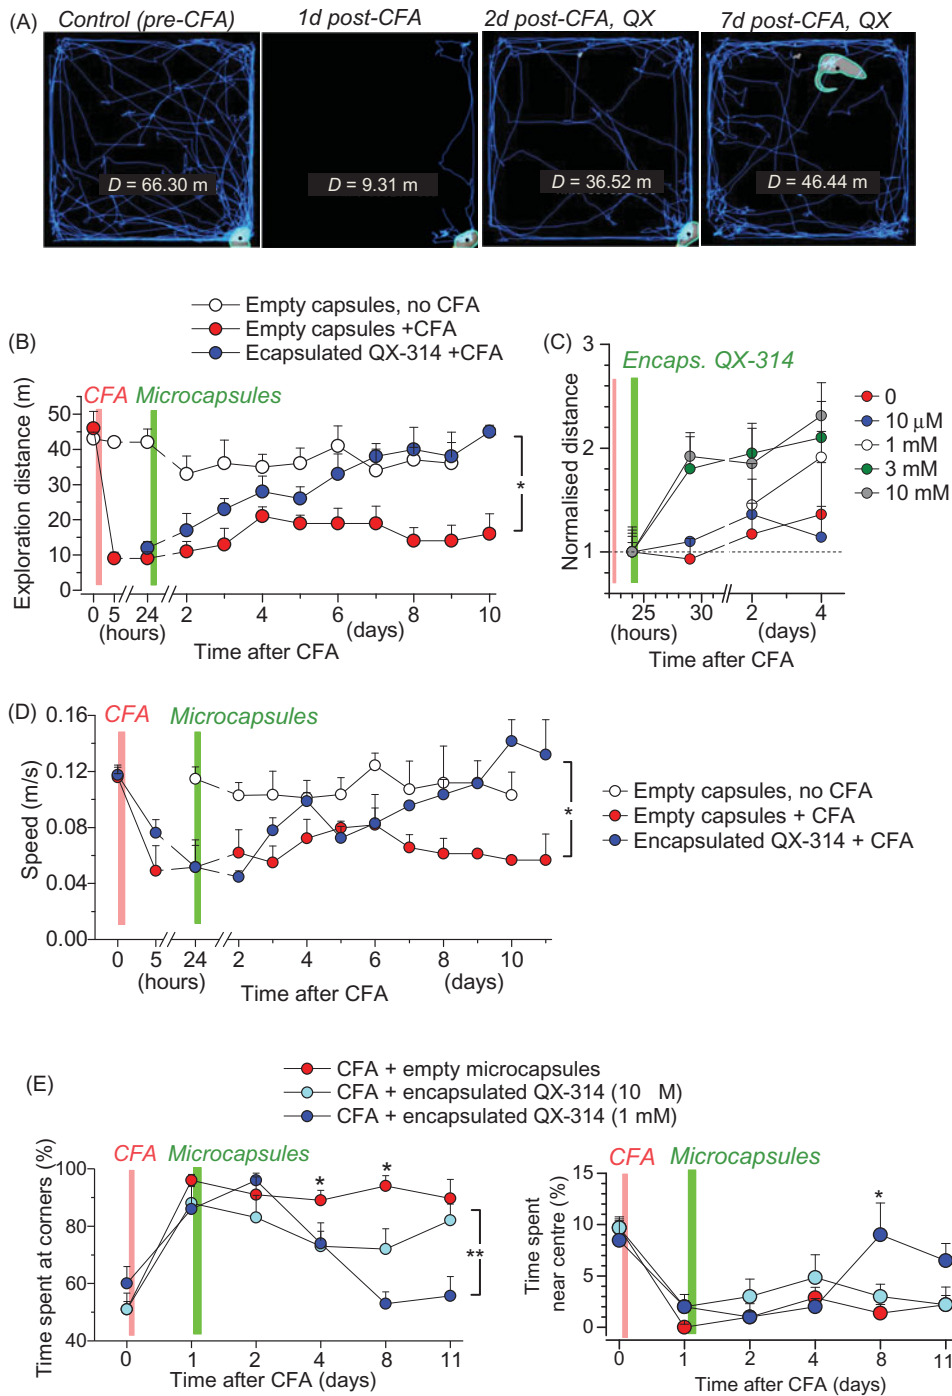 (A) Control (pre-CFA) 1d post-CFA 2d post-CFA, QX 7d post-CFA, QX
D = 66.30 m D = 9.31 m D = 36.52 m D = 46.44 m
Empty capsules, no CFA
Empty capsules +CFA
Ecapsulated QX-314 +CFA
(B)
CFA Microcapsules
Exploration distance (m)
50
40
30
20
10
0
0 5 24 2 4 6 8 10
(hours) (days)
Time after CFA
*
(C)
Encaps. QX-314
Normalised distance
3
2
1
0
10 μM
1 mM
3 mM
10 mM
25 30 2 4
(hours) (days)
Time after CFA
(D)
CFA Microcapsules
Speed (m/s)
0.16
0.12
0.08
0.04
0.00
0 5 24 2 4 6 8 10
(hours) (days)
Time after CFA
*
Empty capsules, no CFA
Empty capsules + CFA
Encapsulated QX-314 + CFA
(E)
CFA + empty microcapsules
CFA + encapsulated QX-314 (10 M)
CFA + encapsulated QX-314 (1 mM)
CFA Microcapsules
Time spent at corners (%)
100
80
60
40
* *
**
0 1 2 4 8 11
Time after CFA (days)
CFA Microcapsules
Time spent
near centre (%)
15
10
5
0
*
0 1 2 4 8 11
Time after CFA (days)